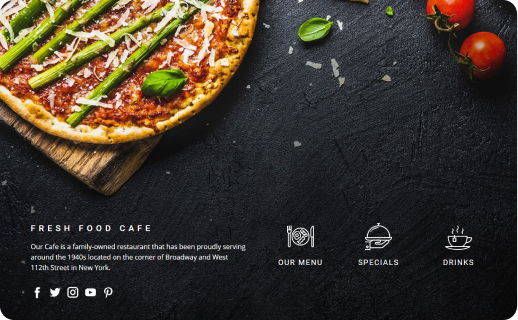 FRESH FOOD CAFE
Our Cafe is a family-owned restaurant that has been proudly serving
around the 1940s located on the corner of Broadway and West
112th Street in New York.
OUR MENU
SPECIALS
DRINKS